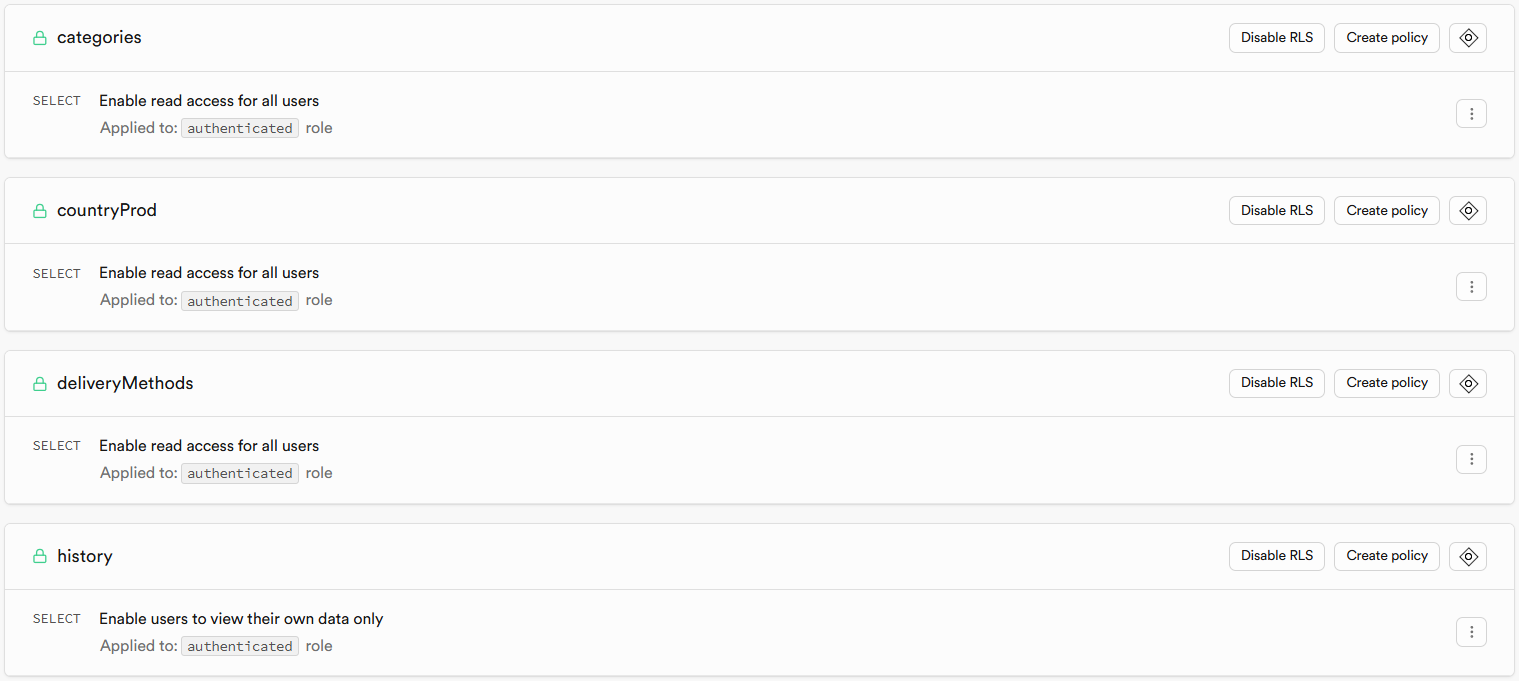 categories
Disable RLS
Create policy
SELECT
Enable read access for all users
Applied to: authenticated role
countryProd
Disable RLS
Create policy
SELECT
Enable read access for all users
Applied to: authenticated role
deliveryMethods
Disable RLS
Create policy
SELECT
Enable read access for all users
Applied to: authenticated role
history
Disable RLS
Create policy
SELECT
Enable users to view their own data only
Applied to: authenticated role